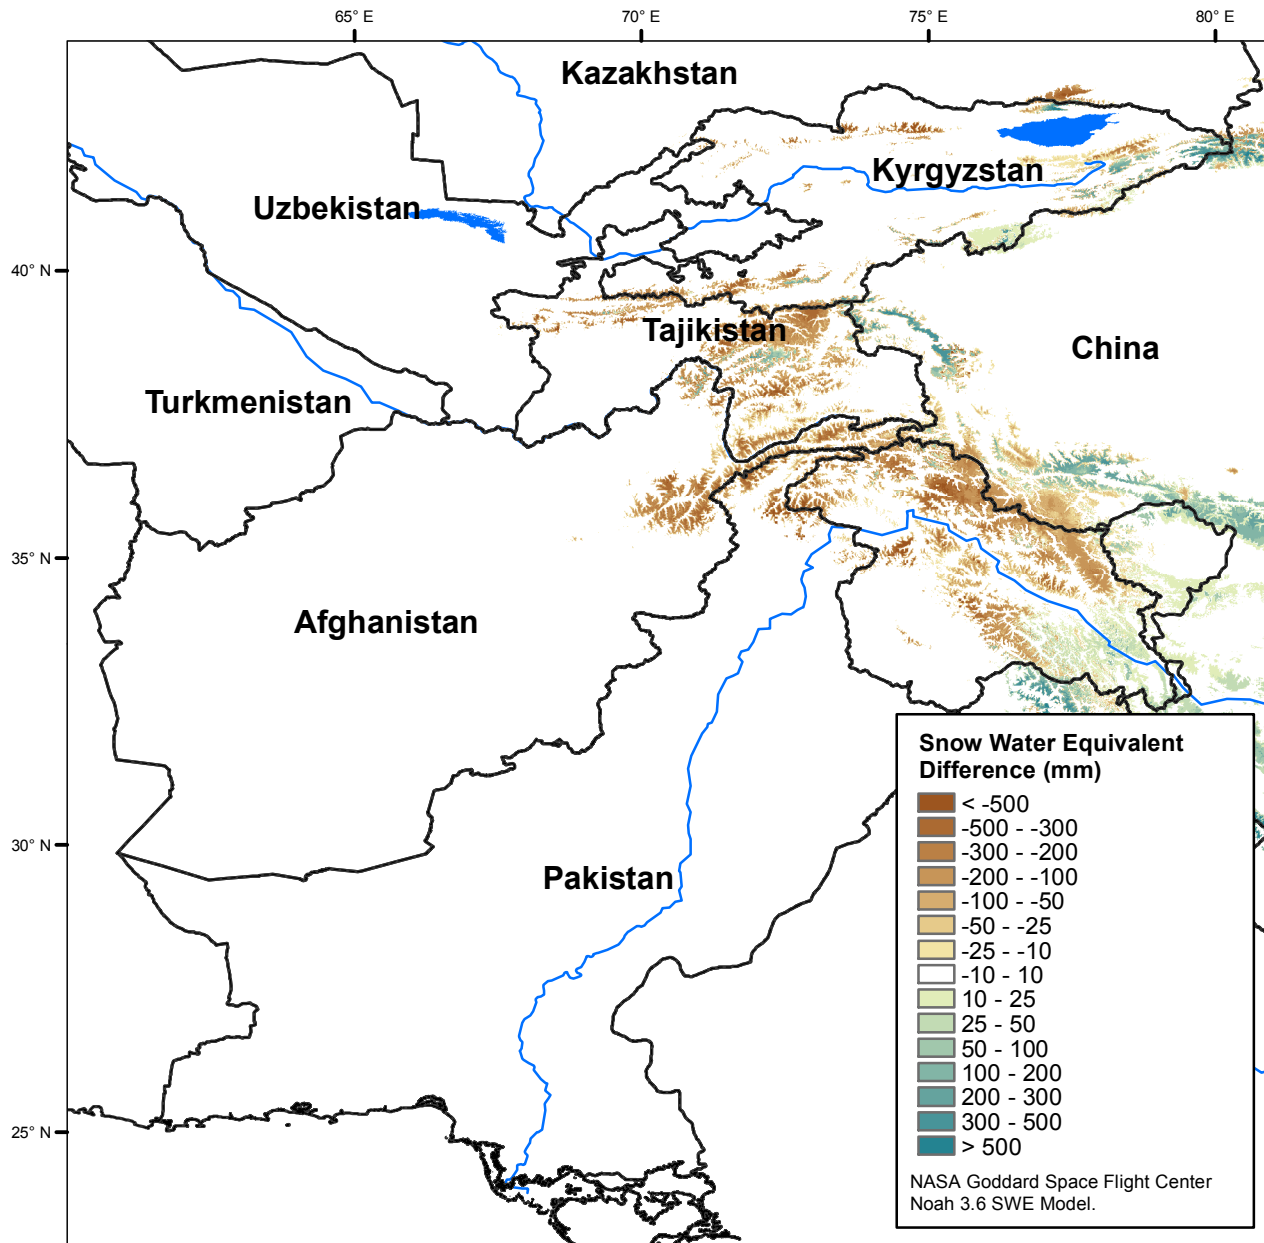 65° E
70° E
75° E
80° E
Kazakhstan
Kyrgyzstan
Uzbekistan
40° N
Tajikistan
China
Turkmenistan
35° N
Afghanistan
30° N
Pakistan
25° N
Snow Water Equivalent
Difference (mm)
< -500
-500 - -300
-300 - -200
-200 - -100
-100 - -50
-50 - -25
-25 - -10
-10 - 10
10 - 25
25 - 50
50 - 100
100 - 200
200 - 300
300 - 500
> 500
NASA Goddard Space Flight Center
Noah 3.6 SWE Model.